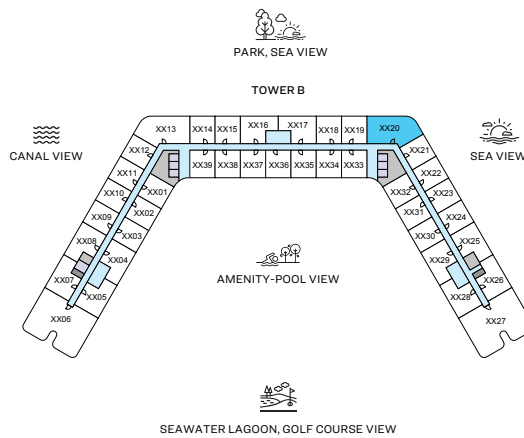 PARK, SEA VIEW
TOWER B
XX13 XX14 XX15 XX16 XX17 XX18 XX19 XX20
CANAL VIEW
SEA VIEW
XX12 XX21
XX39 XX38 XX37 XX36 XX35 XX34 XX33
XX11 XX22
XX10 XX01 XX32 XX23
XX09 XX02 XX31 XX24
XX08 XX03 XX30 XX25
XX07 XX04 XX29 XX26
XX05 XX28
XX06 XX27
AMENITY-POOL VIEW
SEAWATER LAGOON, GOLF COURSE VIEW